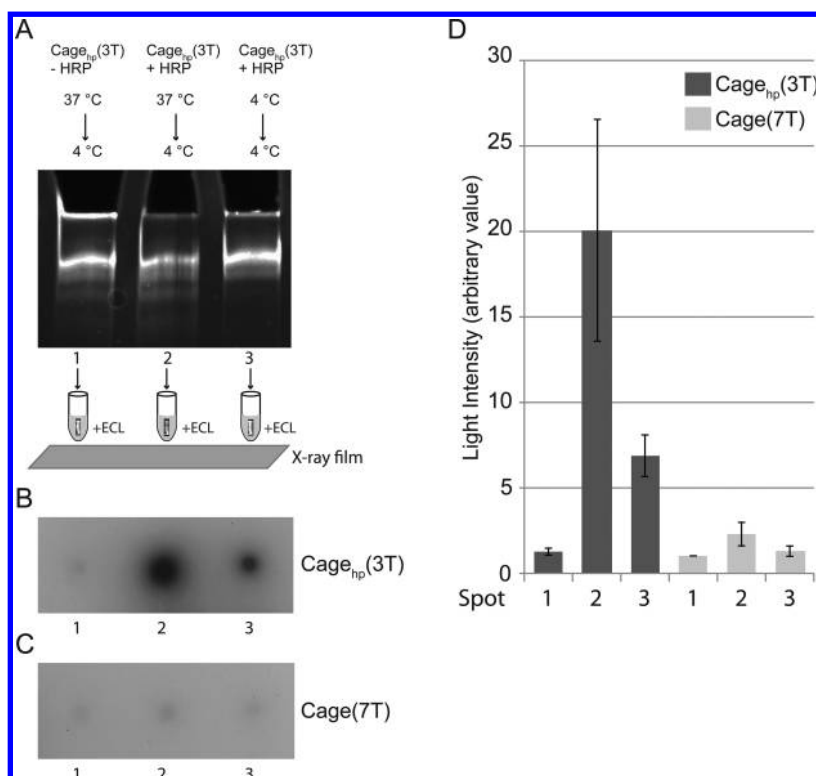 A
Cage_hp(3T) Cage_hp(3T) Cage_hp(3T)
- HRP + HRP + HRP
37 °C 37 °C 4 °C
4 °C 4 °C 4 °C
1 2 3
+ECL +ECL +ECL
X-ray film
B
Cage_hp(3T)
1 2 3
C
Cage(7T)
1 2 3
D
Light Intensity (arbitrary value)
30
25
20
15
10
5
0
Cage_hp(3T)
Cage(7T)
Spot 1 2 3 1 2 3